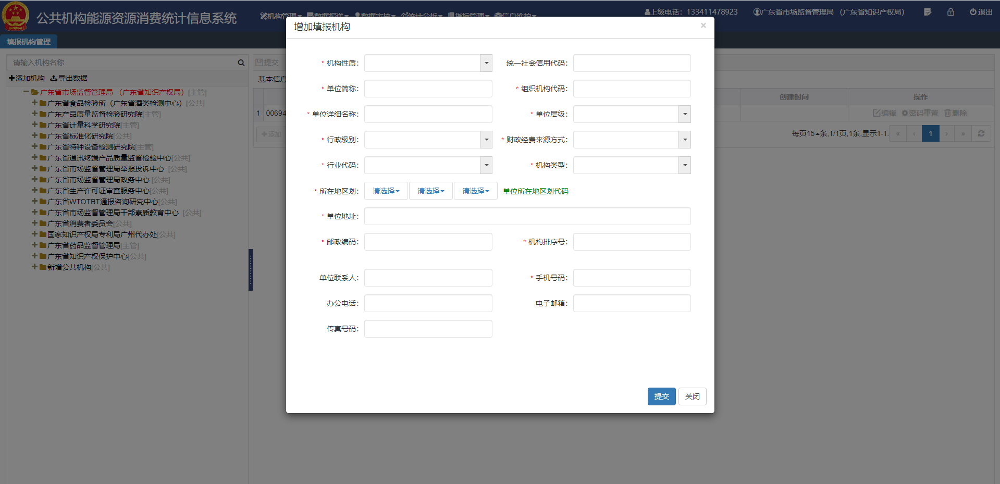 公共机构能源资源消费统计信息系统
机构管理 数据报送 数据审核 统计分析 指标管理 信息维护
上级电话：133411478923
广东省市场监督管理局 （广东省知识产权局）
退出
填报机构管理
请输入机构名称
添加机构 导出数据
广东省市场监督管理局 （广东省知识产权局）[主管]
广东省食品检验所（广东省酒类检测中心）[公共]
广东产品质量监督检验研究院[主管]
广东省计量科学研究院[主管]
广东省标准化研究院[公共]
广东省特种设备检测研究院[主管]
广东省通讯终端产品质量监督检验中心[公共]
广东省市场监督管理局举报投诉中心 [公共]
广东省市场监督管理局政务中心 [公共]
广东省生产许可证审查服务中心[公共]
广东省WTOTBT通报咨询研究中心[公共]
广东省市场监督管理局干部素质教育中心 [公共]
广东省消费者委员会[公共]
国家知识产权局专利局广州代办处[公共]
广东省药品监督管理局[主管]
广东省知识产权保护中心[公共]
新增公共机构[公共]
提交
基本信息
1 00694
添加
创建时间 操作
编辑 密码重置 删除
每页15条,1/1页,1条,显示1-1.
« ‹ 1 › »
增加填报机构 ×
* 机构性质： 统一社会信用代码：
* 单位简称： * 组织机构代码：
* 单位详细名称： * 单位层级：
* 行政级别： * 财政经费来源方式：
* 行业代码： * 机构类型：
* 所在地区划： 请选择 请选择 请选择 单位所在地区划代码
* 单位地址：
* 邮政编码： * 机构排序号：
单位联系人： * 手机号码：
办公电话： 电子邮箱：
传真号码：
提交 关闭